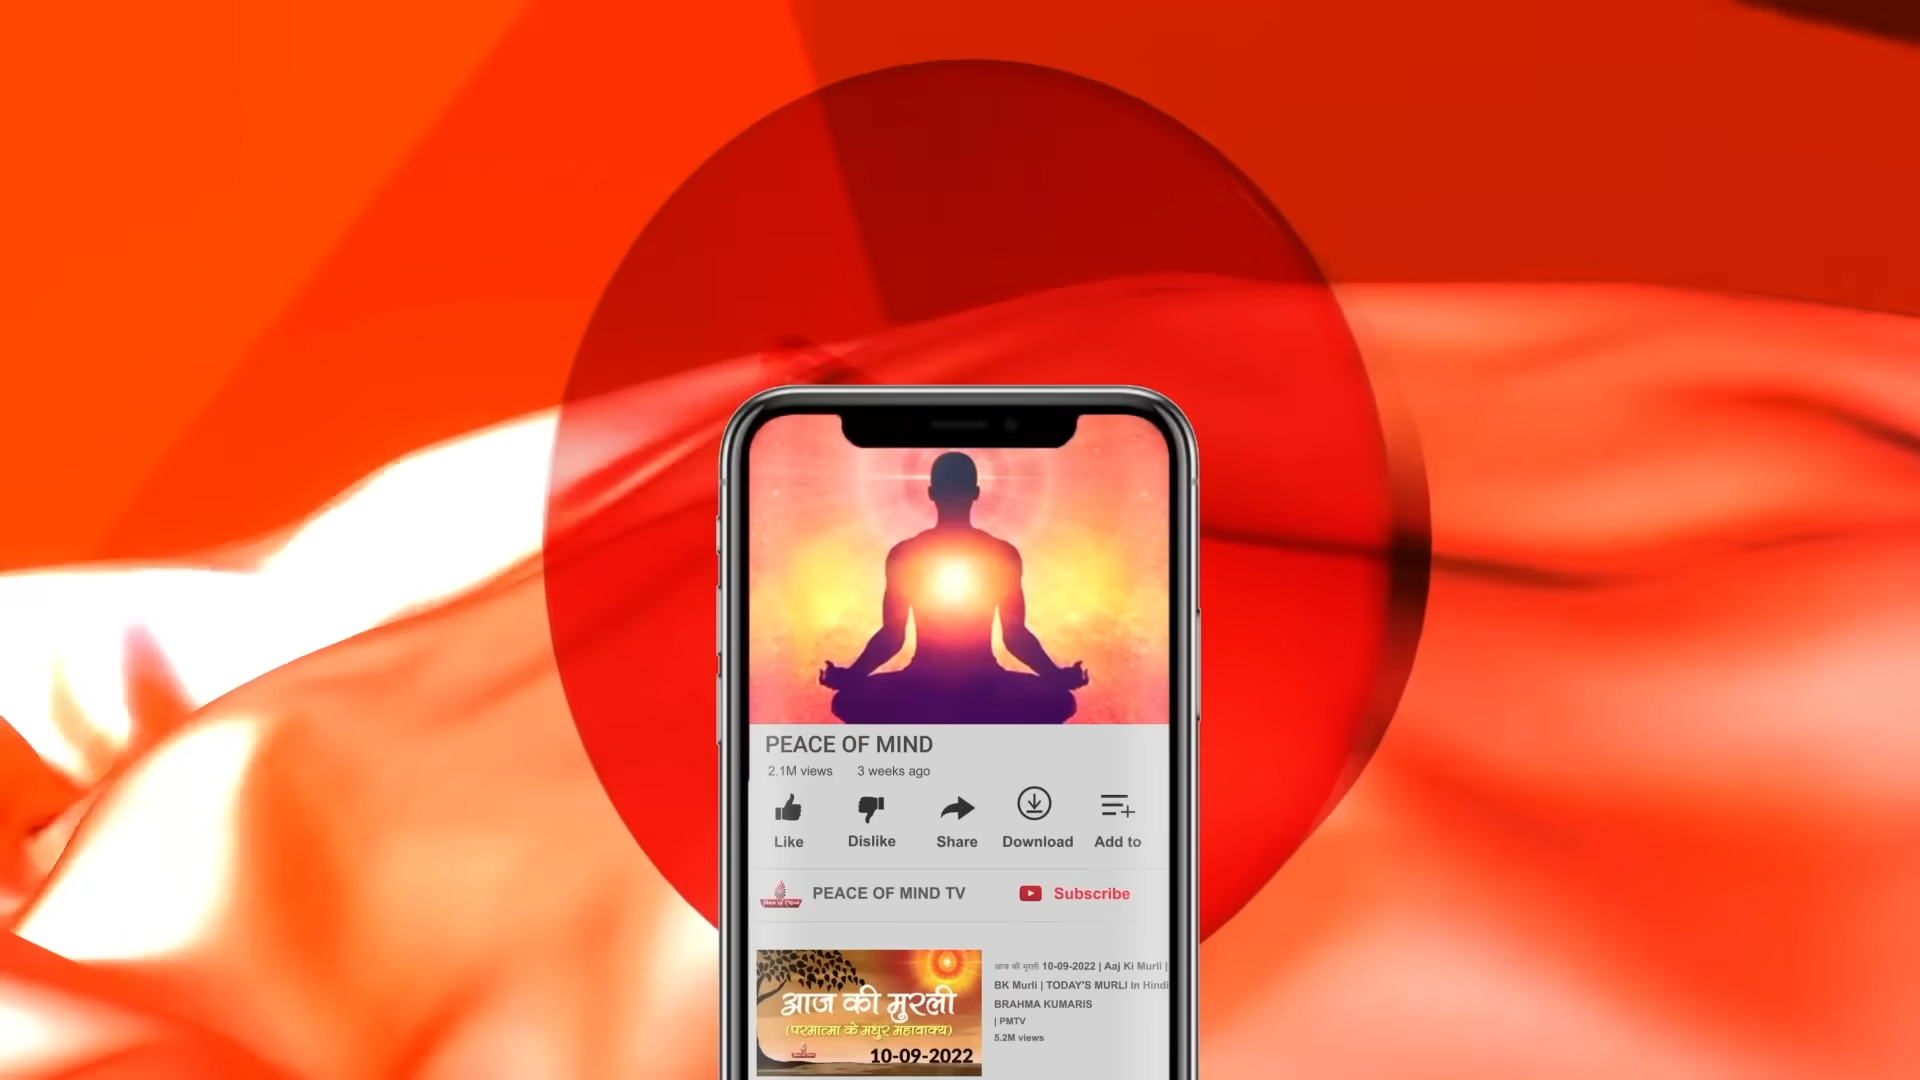 PEACE OF MIND
2.1M views 3 weeks ago
Like Dislike Share Download Add to
PEACE OF MIND TV Subscribe
आज की मुरली
(परमात्मा के मधुर महावाक्य)
10-09-2022
आज की मुरली 10-09-2022 | Aaj Ki Murli |
BK Murli | TODAY'S MURLI In Hindi
BRAHMA KUMARIS
| PMTV
5.2M views